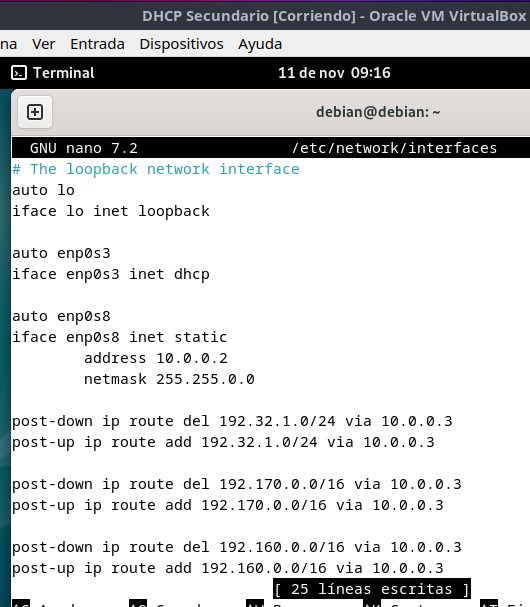 DHCP Secundario [Corriendo] - Oracle VM VirtualBox
na Ver Entrada Dispositivos Ayuda
Terminal 11 de nov 09:16
debian@debian: ~
GNU nano 7.2 /etc/network/interfaces
# The loopback network interface
auto lo
iface lo inet loopback
auto enp0s3
iface enp0s3 inet dhcp
auto enp0s8
iface enp0s8 inet static
address 10.0.0.2
netmask 255.255.0.0
post-down ip route del 192.32.1.0/24 via 10.0.0.3
post-up ip route add 192.32.1.0/24 via 10.0.0.3
post-down ip route del 192.170.0.0/16 via 10.0.0.3
post-up ip route add 192.170.0.0/16 via 10.0.0.3
post-down ip route del 192.160.0.0/16 via 10.0.0.3
post-up ip route add 192.160.0.0/16 via 10.0.0.3
[ 25 líneas escritas ]